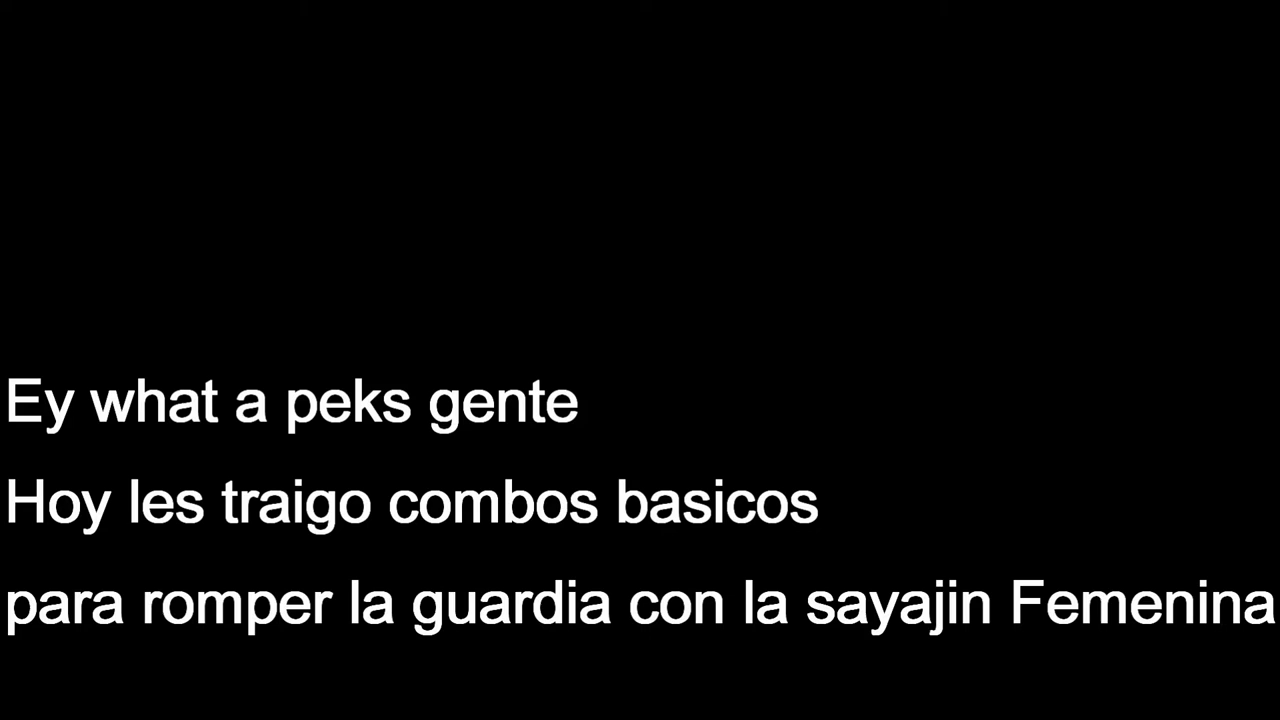 Ey what a peks gente
Hoy les traigo combos basicos
para romper la guardia con la sayajin Femenina